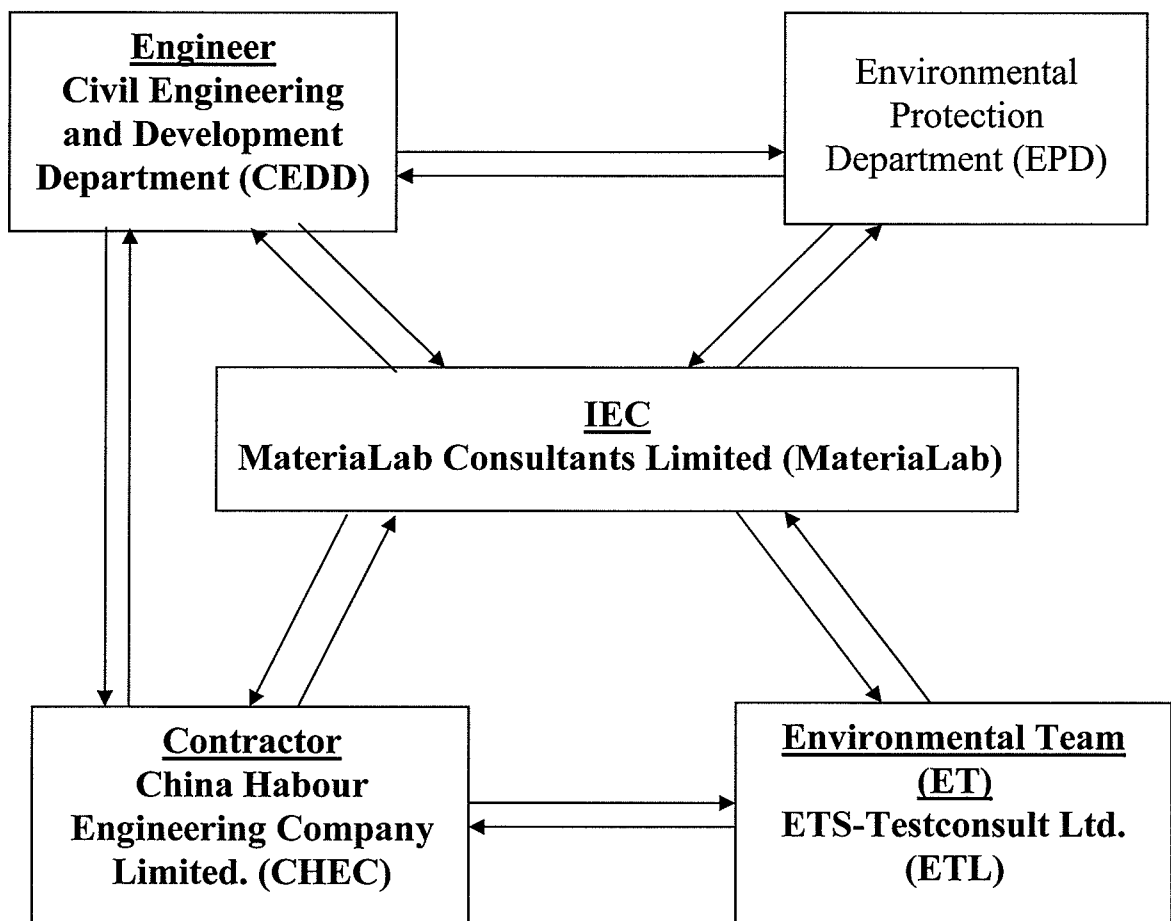 Engineer
Civil Engineering
and Development
Department (CEDD)
Environmental
Protection
Department (EPD)
IEC
MateriaLab Consultants Limited (MateriaLab)
Contractor
China Habour
Engineering Company
Limited. (CHEC)
Environmental Team
(ET)
ETS-Testconsult Ltd.
(ETL)